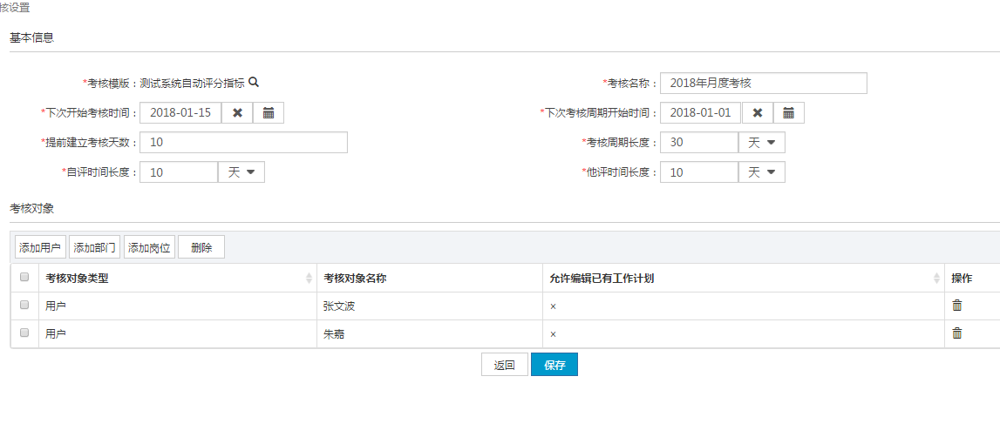 核设置
基本信息
*考核模版： 测试系统自动评分指标
*考核名称： 2018年月度考核
*下次开始考核时间： 2018-01-15
*下次考核周期开始时间： 2018-01-01
*提前建立考核天数： 10
*考核周期长度： 30 天
*自评时间长度： 10 天
*他评时间长度： 10 天
考核对象
添加用户 添加部门 添加岗位 删除
考核对象类型 考核对象名称 允许编辑已有工作计划 操作
用户 张文波 ×
用户 朱嘉 ×
返回 保存